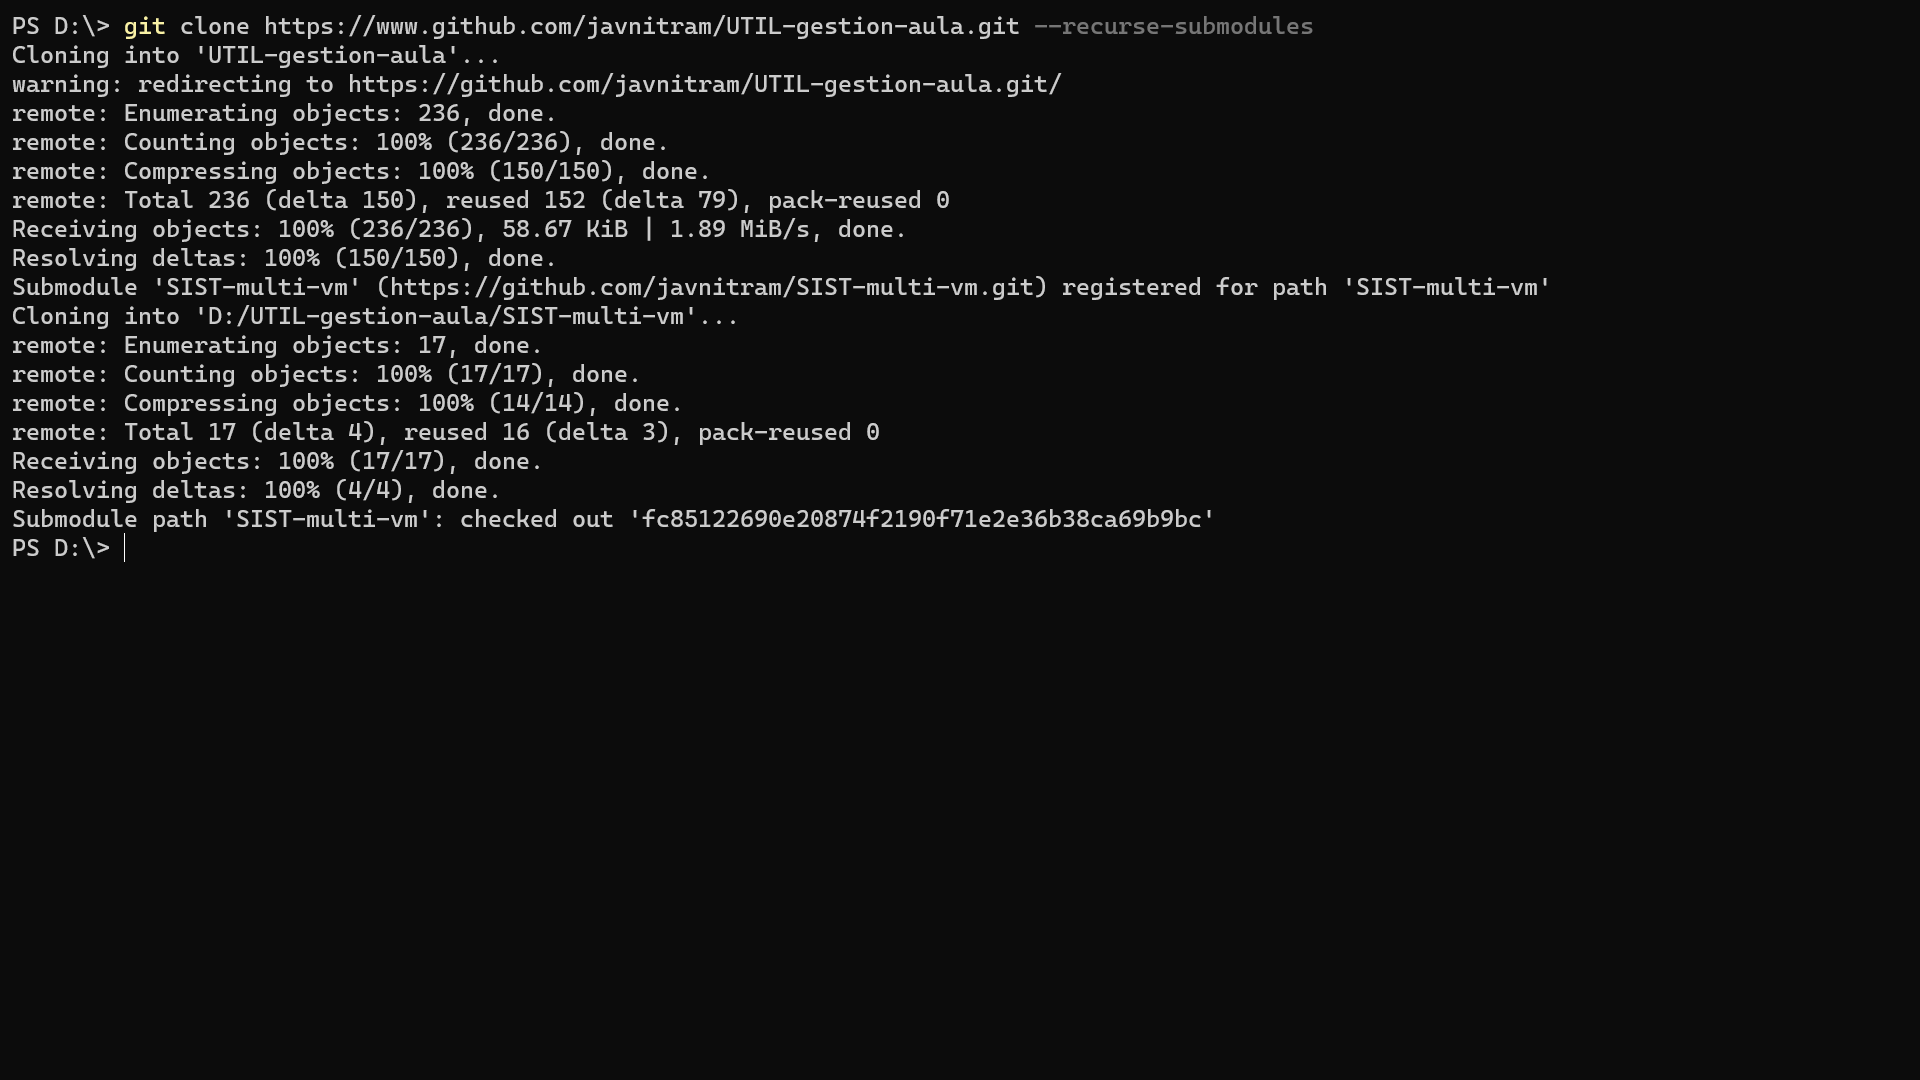 PS D:\> git clone https://www.github.com/javnitram/UTIL-gestion-aula.git --recurse-submodules
Cloning into 'UTIL-gestion-aula'...
warning: redirecting to https://github.com/javnitram/UTIL-gestion-aula.git/
remote: Enumerating objects: 236, done.
remote: Counting objects: 100% (236/236), done.
remote: Compressing objects: 100% (150/150), done.
remote: Total 236 (delta 150), reused 152 (delta 79), pack-reused 0
Receiving objects: 100% (236/236), 58.67 KiB | 1.89 MiB/s, done.
Resolving deltas: 100% (150/150), done.
Submodule 'SIST-multi-vm' (https://github.com/javnitram/SIST-multi-vm.git) registered for path 'SIST-multi-vm'
Cloning into 'D:/UTIL-gestion-aula/SIST-multi-vm'...
remote: Enumerating objects: 17, done.
remote: Counting objects: 100% (17/17), done.
remote: Compressing objects: 100% (14/14), done.
remote: Total 17 (delta 4), reused 16 (delta 3), pack-reused 0
Receiving objects: 100% (17/17), done.
Resolving deltas: 100% (4/4), done.
Submodule path 'SIST-multi-vm': checked out 'fc85122690e20874f2190f71e2e36b38ca69b9bc'
PS D:\>